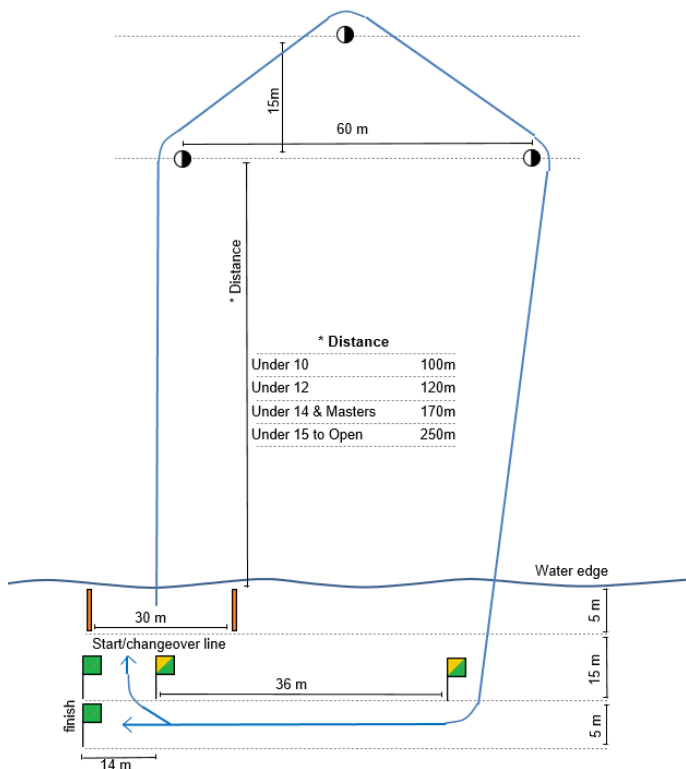 15m
60 m
* Distance
* Distance
Under 10 100m
Under 12 120m
Under 14 & Masters 170m
Under 15 to Open 250m
Water edge
30 m
5 m
Start/changeover line
36 m
15 m
finish
5 m
14 m